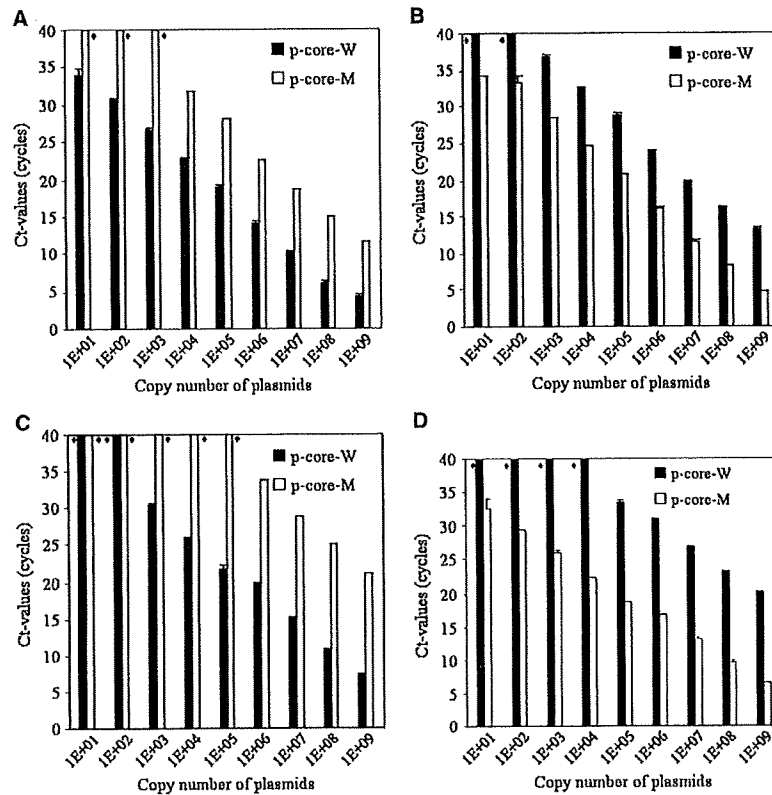 A
40
35
30
25
20
15
10
5
0
Ct-values (cycles)
p-core-W
p-core-M
1E+01
1E+02
1E+03
1E+04
1E+05
1E+06
1E+07
1E+08
1E+09
Copy number of plasmids
B
40
35
30
25
20
15
10
5
0
Ct-values (cycles)
p-core-W
p-core-M
1E+01
1E+02
1E+03
1E+04
1E+05
1E+06
1E+07
1E+08
1E+09
Copy number of plasmids
C
40
35
30
25
20
15
10
5
0
Ct-values (cycles)
p-core-W
p-core-M
1E+01
1E+02
1E+03
1E+04
1E+05
1E+06
1E+07
1E+08
1E+09
Copy number of plasmids
D
40
35
30
25
20
15
10
5
0
Ct-values (cycles)
p-core-W
p-core-M
1E+01
1E+02
1E+03
1E+04
1E+05
1E+06
1E+07
1E+08
1E+09
Copy number of plasmids